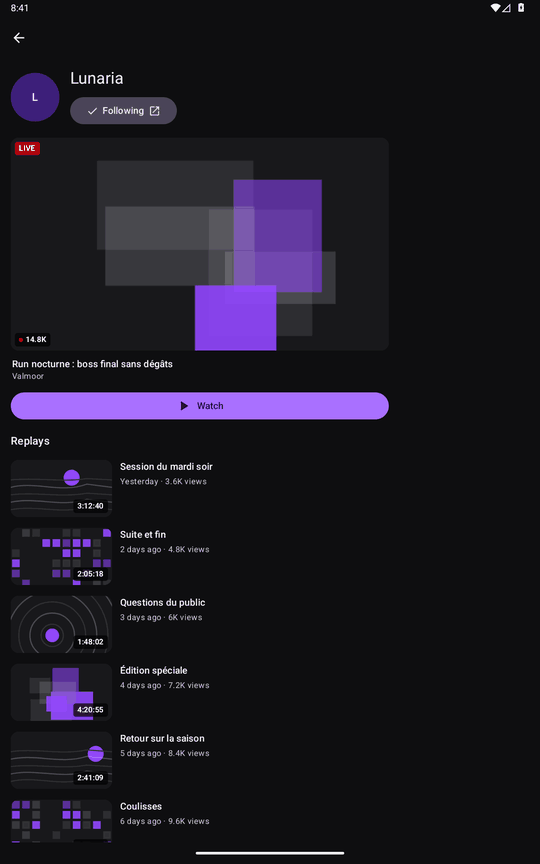 8:41
Lunaria
L
Following
LIVE
14.8K
Run nocturne : boss final sans dégâts
Valmoor
Watch
Replays
Session du mardi soir
Yesterday · 3.6K views
3:12:40
Suite et fin
2 days ago · 4.8K views
2:05:18
Questions du public
3 days ago · 6K views
1:48:02
Édition spéciale
4 days ago · 7.2K views
4:20:55
Retour sur la saison
5 days ago · 8.4K views
2:41:09
Coulisses
6 days ago · 9.6K views